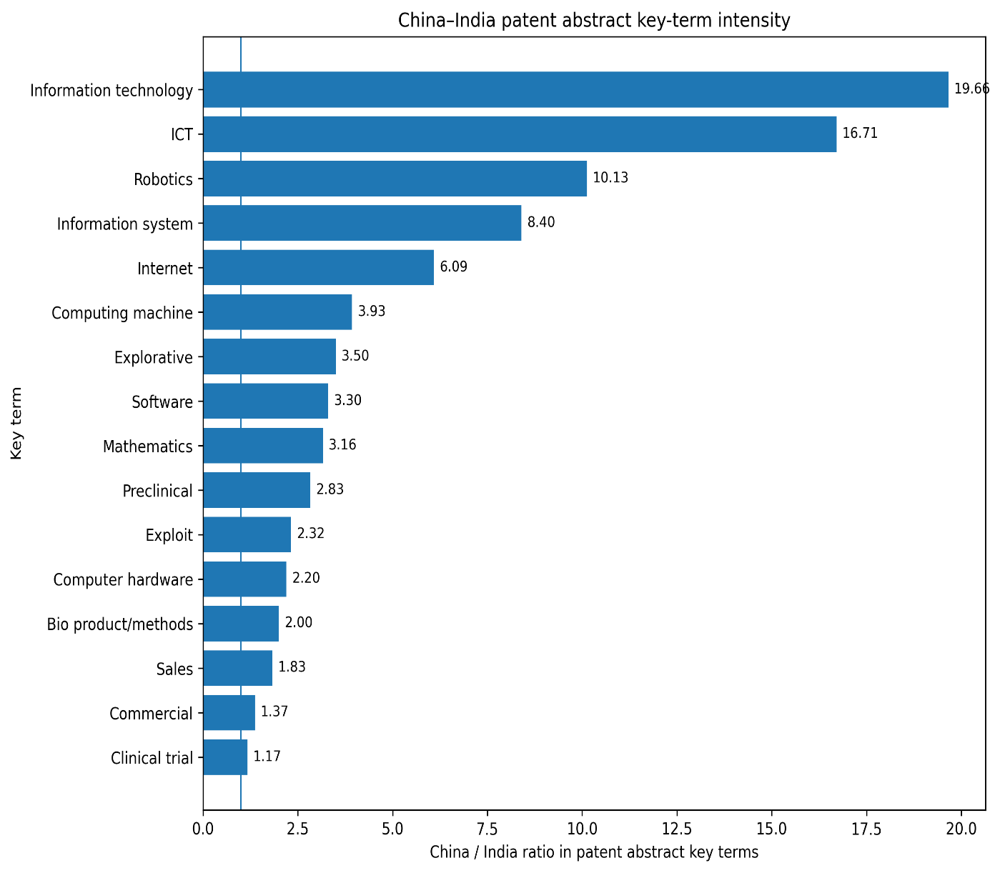 China–India patent abstract key-term intensity
Information technology 19.66
ICT 16.71
Robotics 10.13
Information system 8.40
Internet 6.09
Computing machine 3.93
Explorative 3.50
Software 3.30
Mathematics 3.16
Preclinical 2.83
Exploit 2.32
Computer hardware 2.20
Bio product/methods 2.00
Sales 1.83
Commercial 1.37
Clinical trial 1.17
Key term
0.0 2.5 5.0 7.5 10.0 12.5 15.0 17.5 20.0
China / India ratio in patent abstract key terms